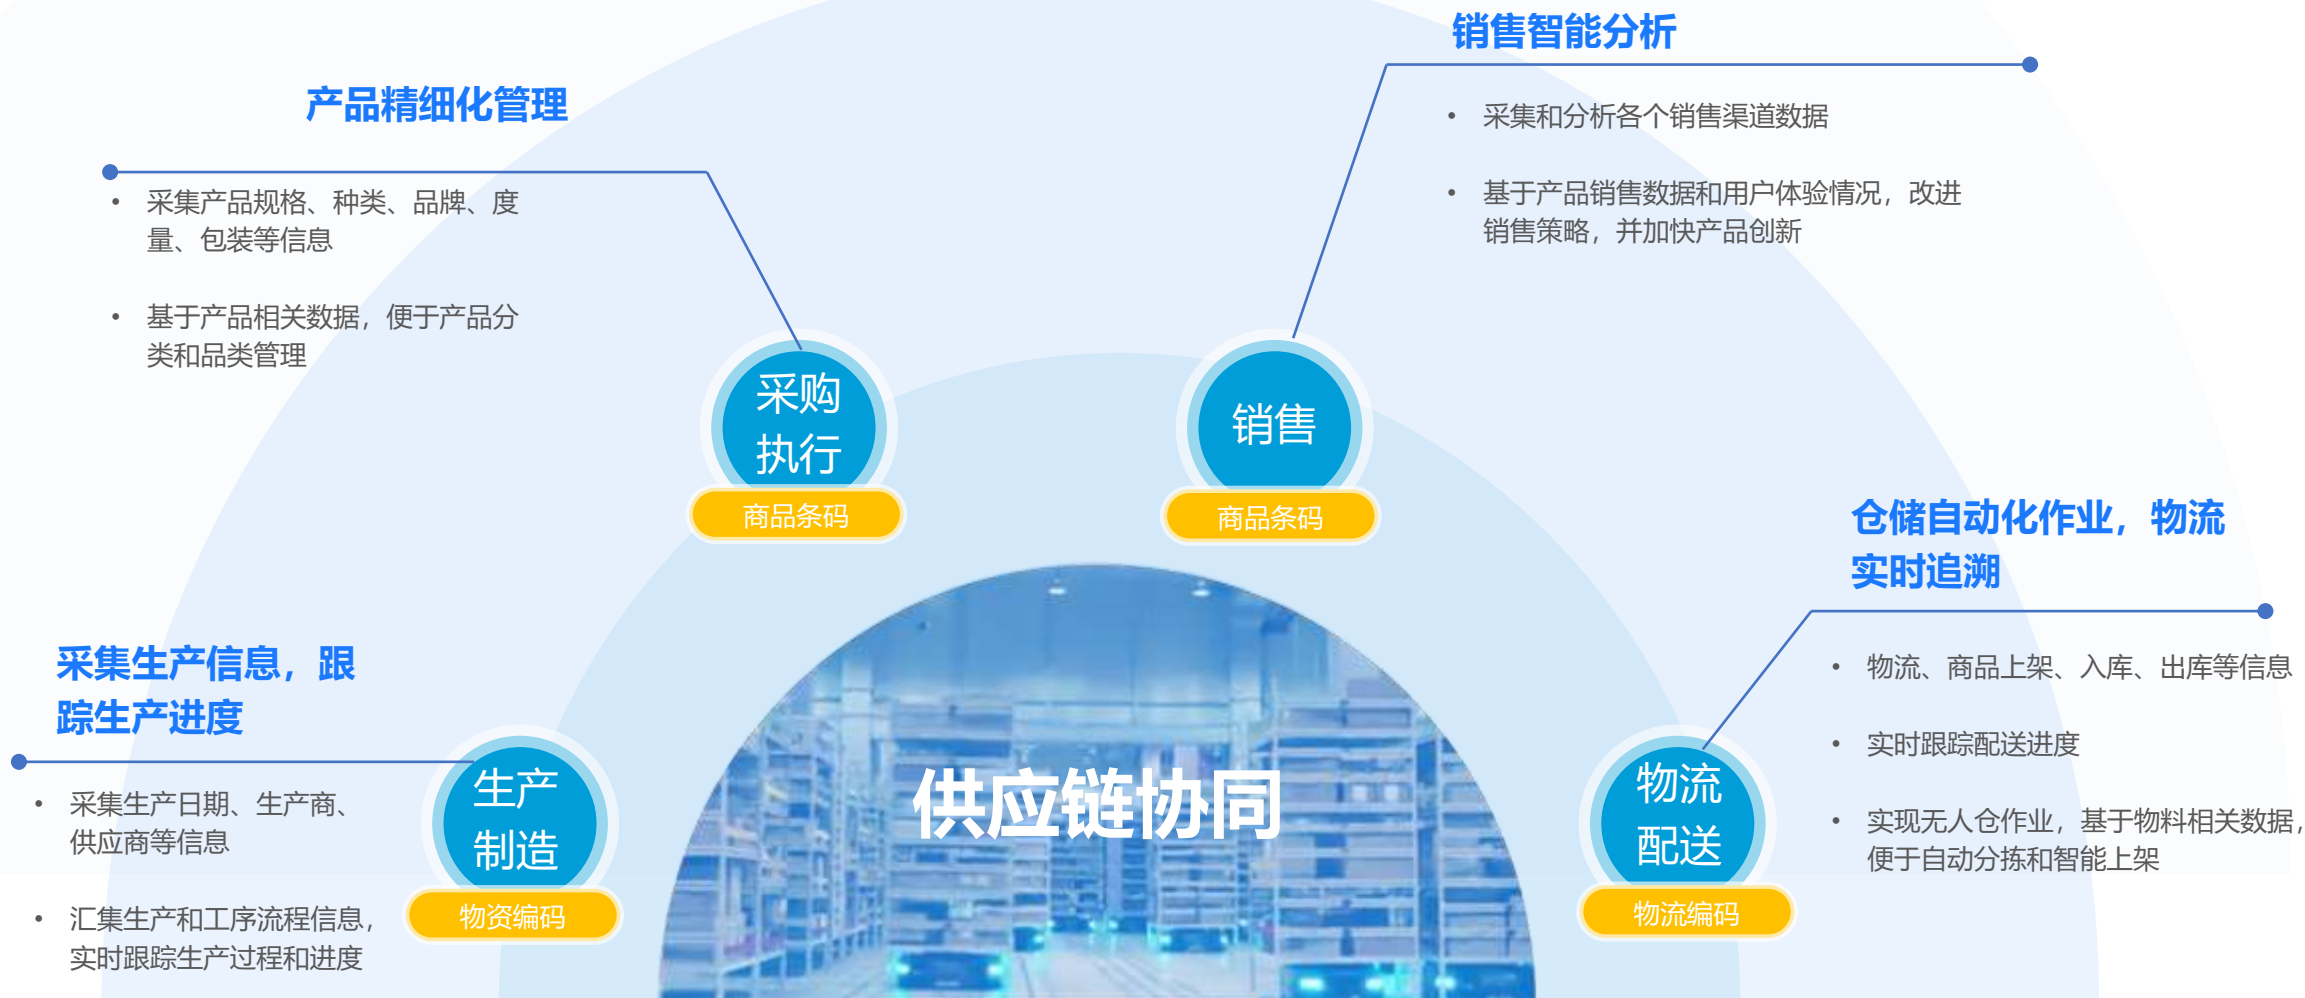 销售智能分析
• 采集和分析各个销售渠道数据
• 基于产品销售数据和用户体验情况，改进
销售策略，并加快产品创新
产品精细化管理
• 采集产品规格、种类、品牌、度
量、包装等信息
• 基于产品相关数据，便于产品分
类和品类管理
采购
执行
商品条码
销售
商品条码
仓储自动化作业，物流
实时追溯
• 物流、商品上架、入库、出库等信息
• 实时跟踪配送进度
• 实现无人仓作业，基于物料相关数据，
便于自动分拣和智能上架
物流
配送
物流编码
采集生产信息，跟
踪生产进度
• 采集生产日期、生产商、
供应商等信息
• 汇集生产和工序流程信息，
实时跟踪生产过程和进度
生产
制造
物资编码
供应链协同